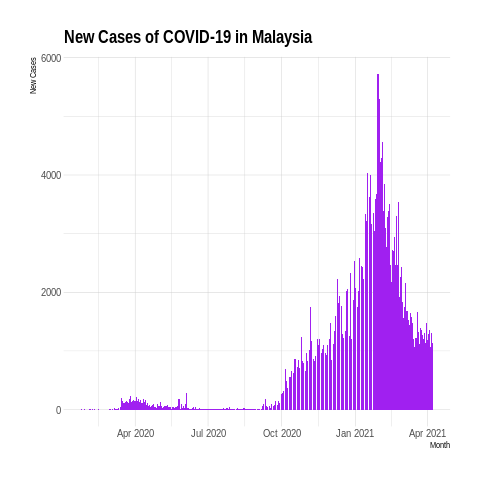 New Cases of COVID-19 in Malaysia
New Cases
6000
4000
2000
0
Apr 2020 Jul 2020 Oct 2020 Jan 2021 Apr 2021
Month